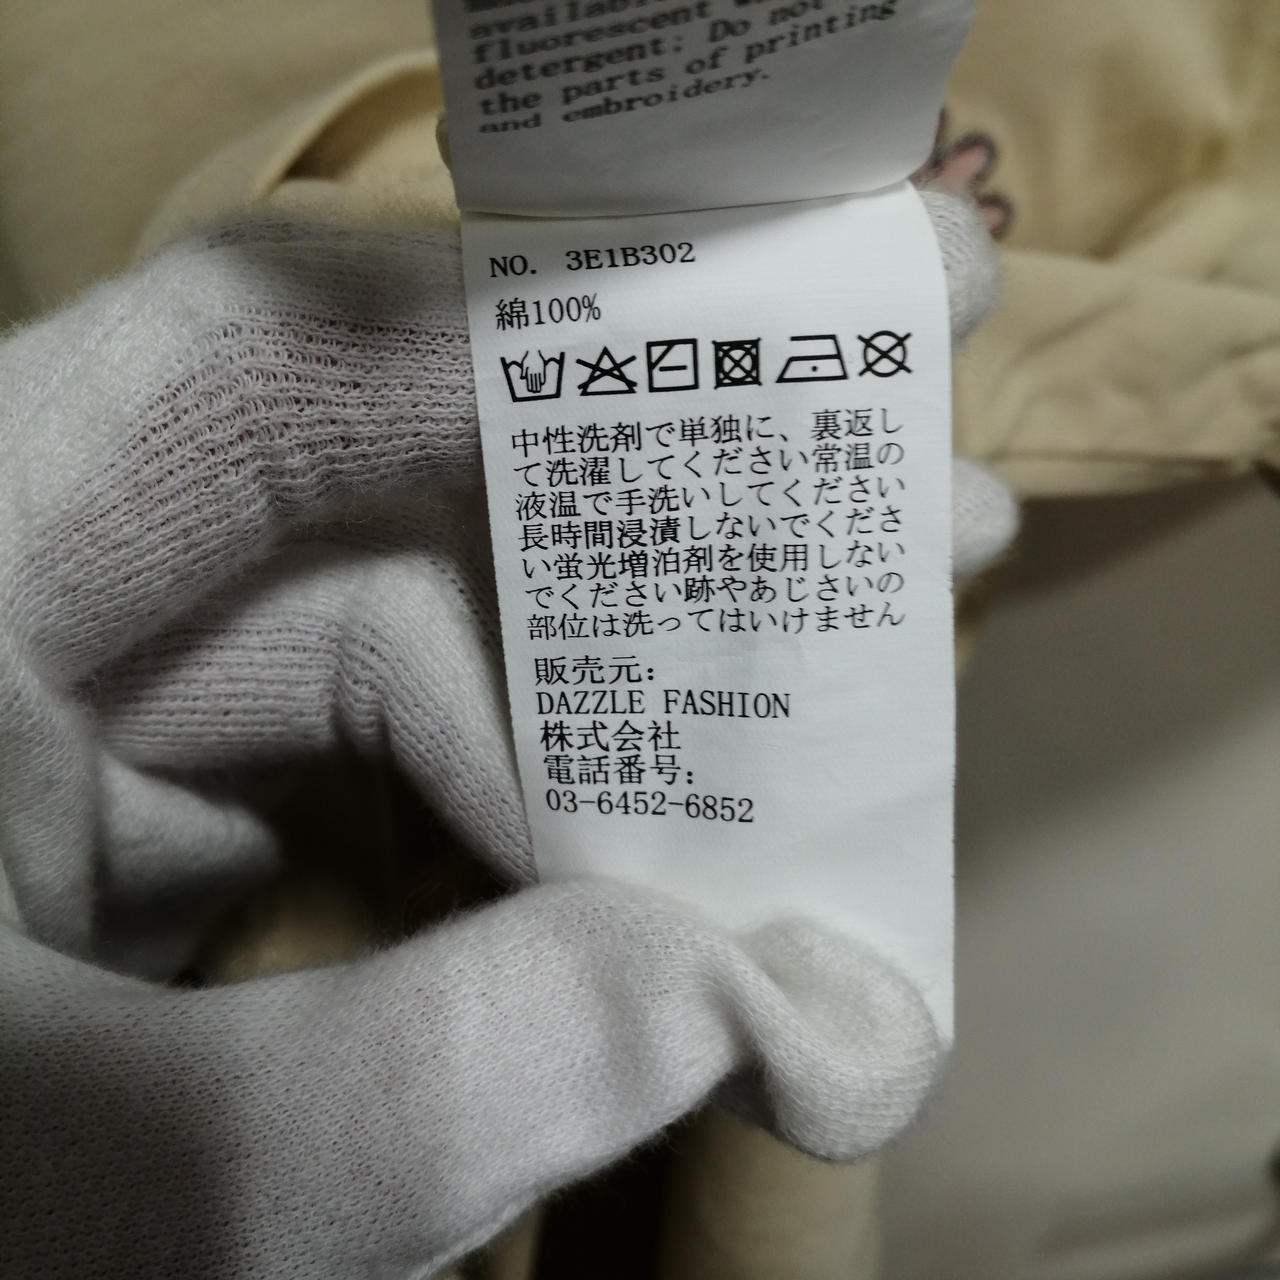 available
fluorescent
detergent: Do not
the parts of printing
and embroidery.
NO. 3E1B302
綿100%
中性洗剤で単独に、裏返し
て洗濯してください常温の
液温で手洗いしてください
長時間浸漬しないでくださ
い蛍光増泊剤を使用しない
でください跡やあじさいの
部位は洗ってはいけません
販売元：
DAZZLE FASHION
株式会社
電話番号：
03-6452-6852